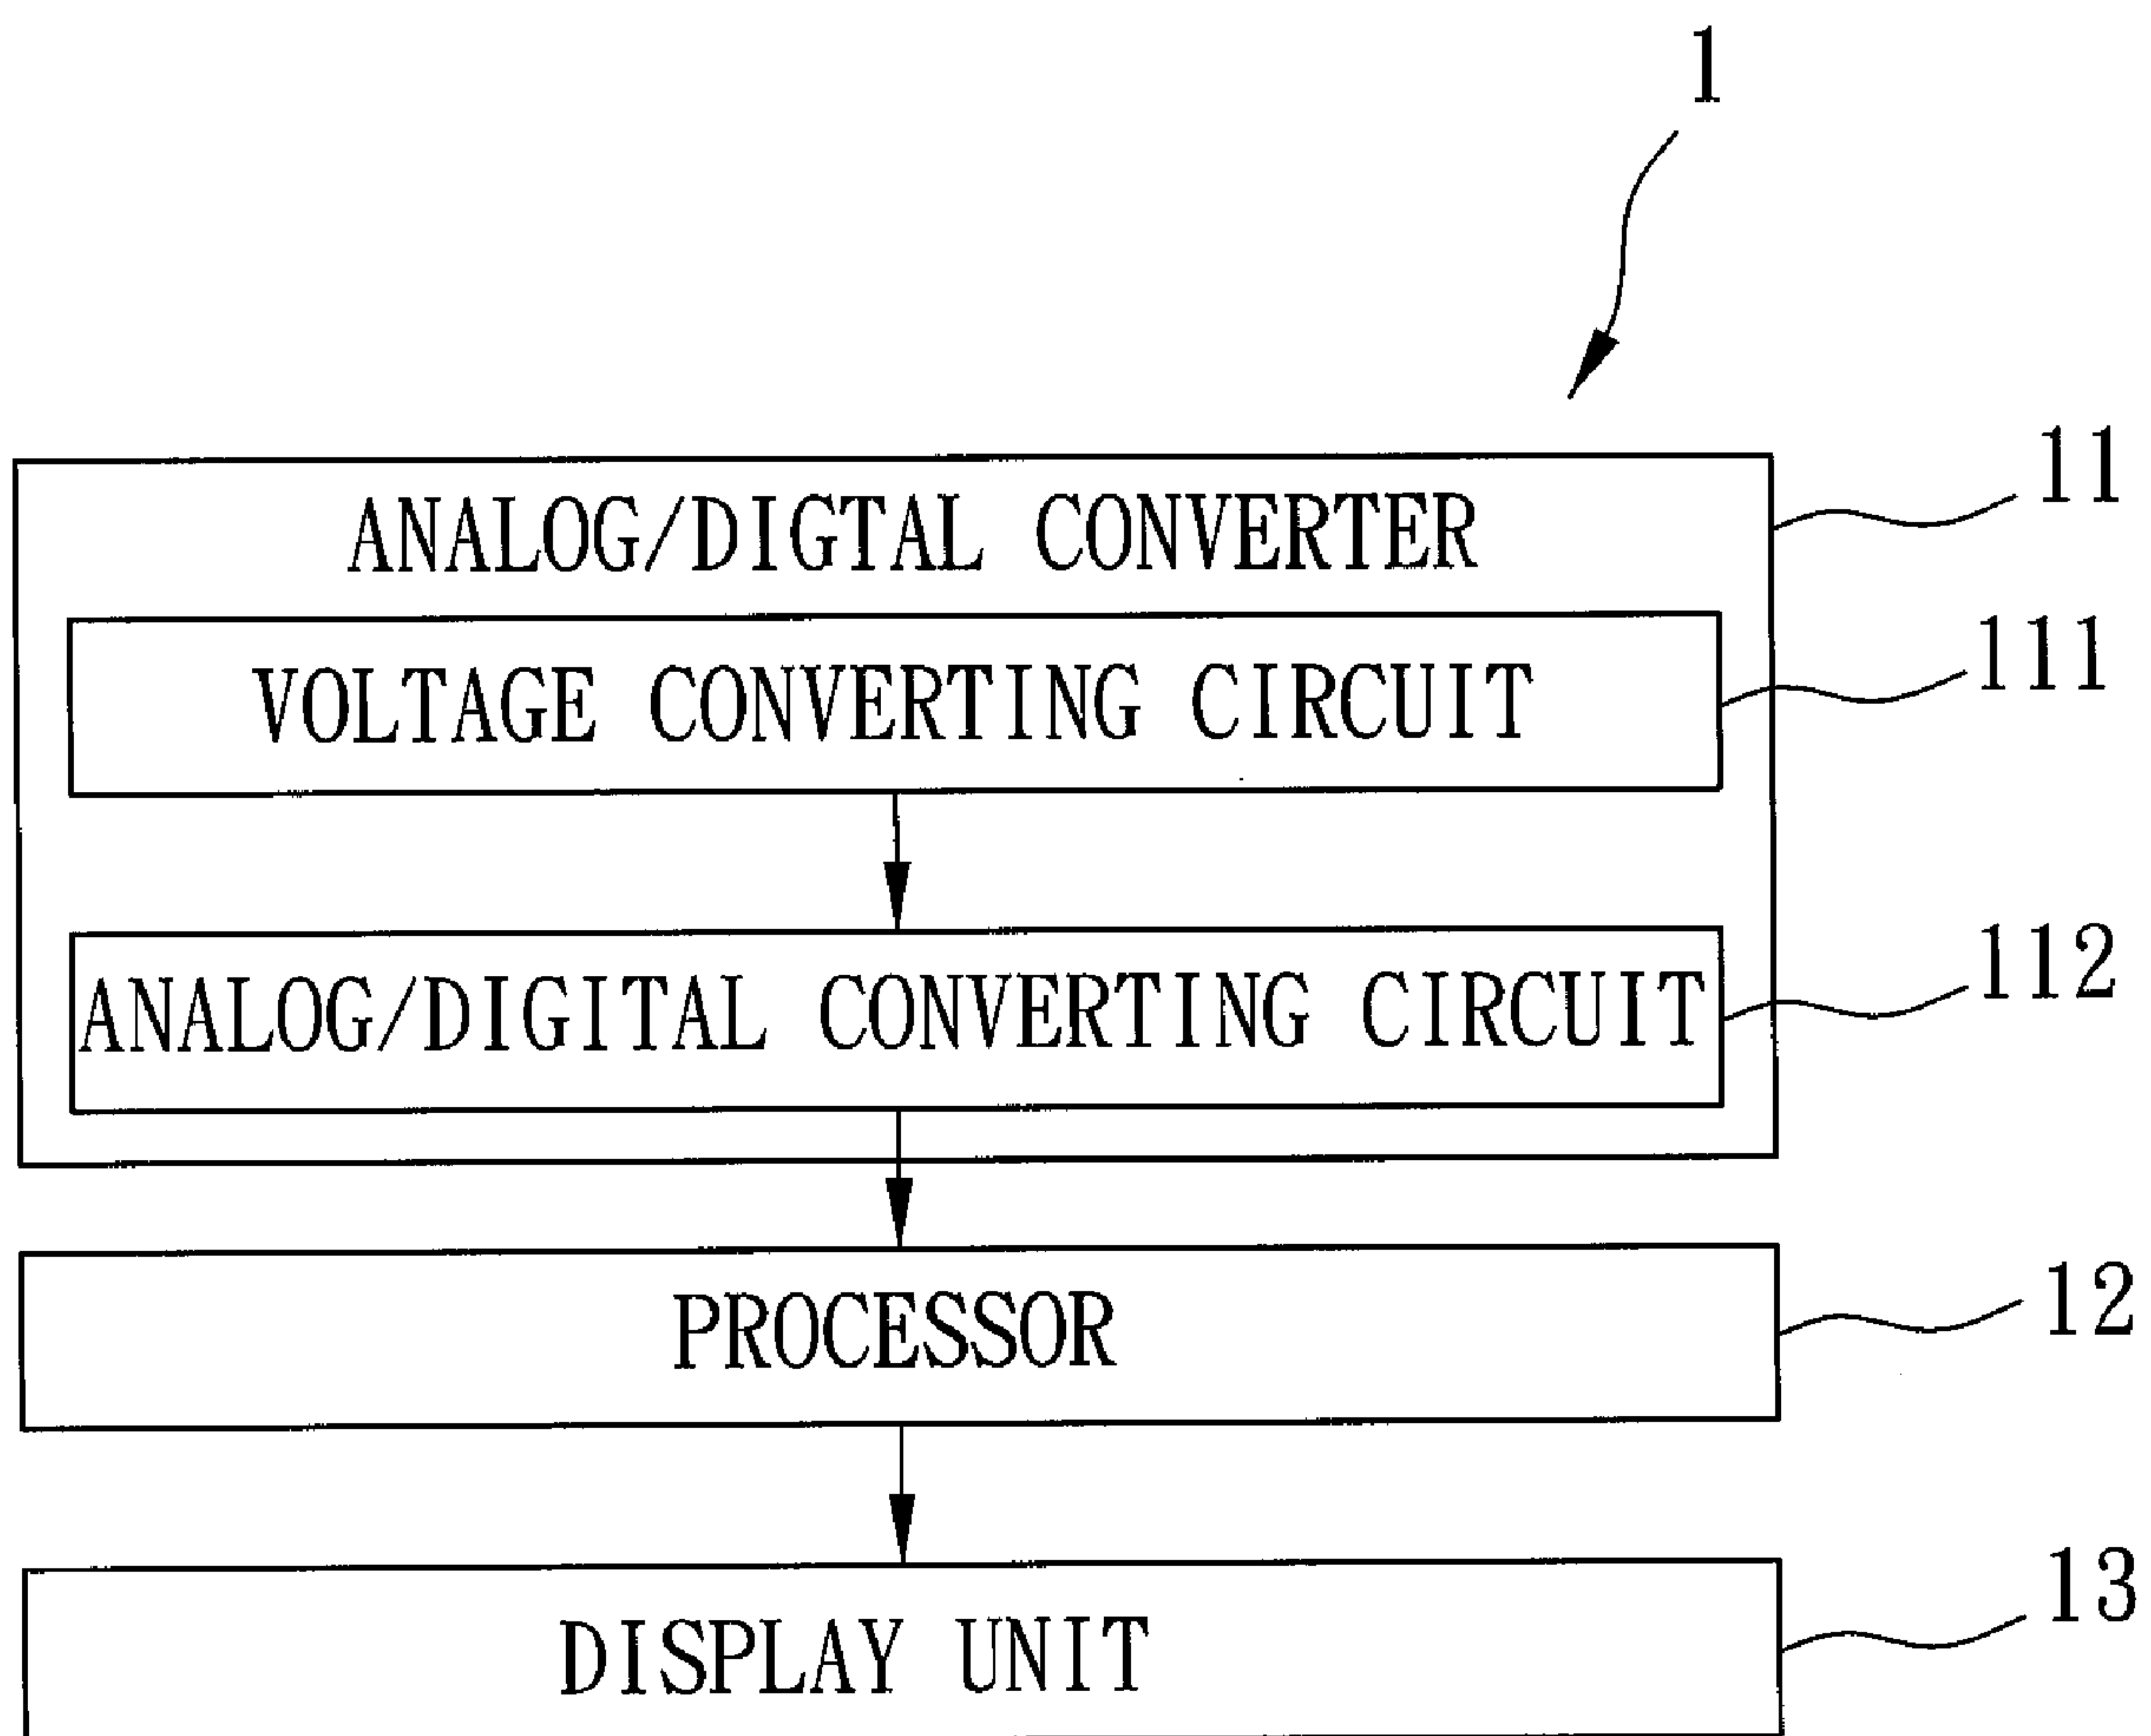 1
11
ANALOG/DIGTAL CONVERTER
111
VOLTAGE CONVERTING CIRCUIT
112
ANALOG/DIGITAL CONVERTING CIRCUIT
12
PROCESSOR
13
DISPLAY UNIT